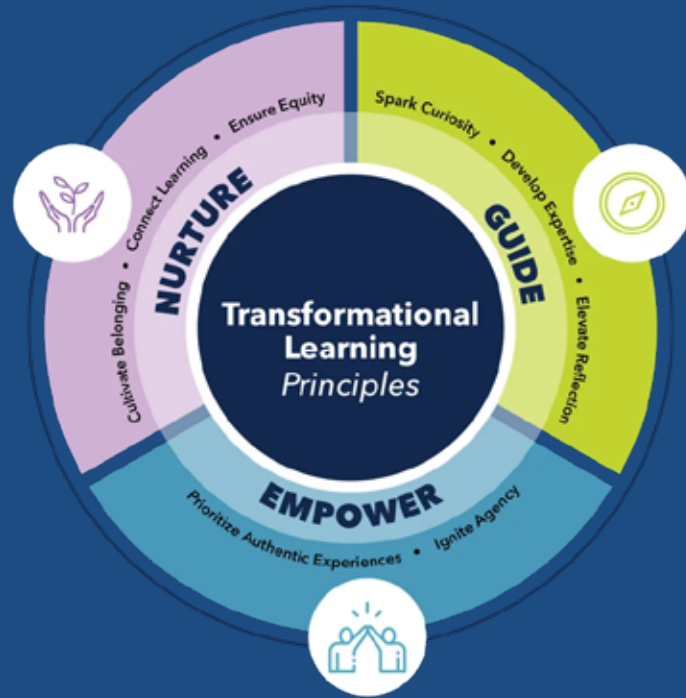 Transformational
Learning
Principles
NURTURE
Cultivate Belonging • Connect Learning • Ensure Equity
GUIDE
Spark Curiosity • Develop Expertise • Elevate Reflection
EMPOWER
Prioritize Authentic Experiences • Ignite Agency